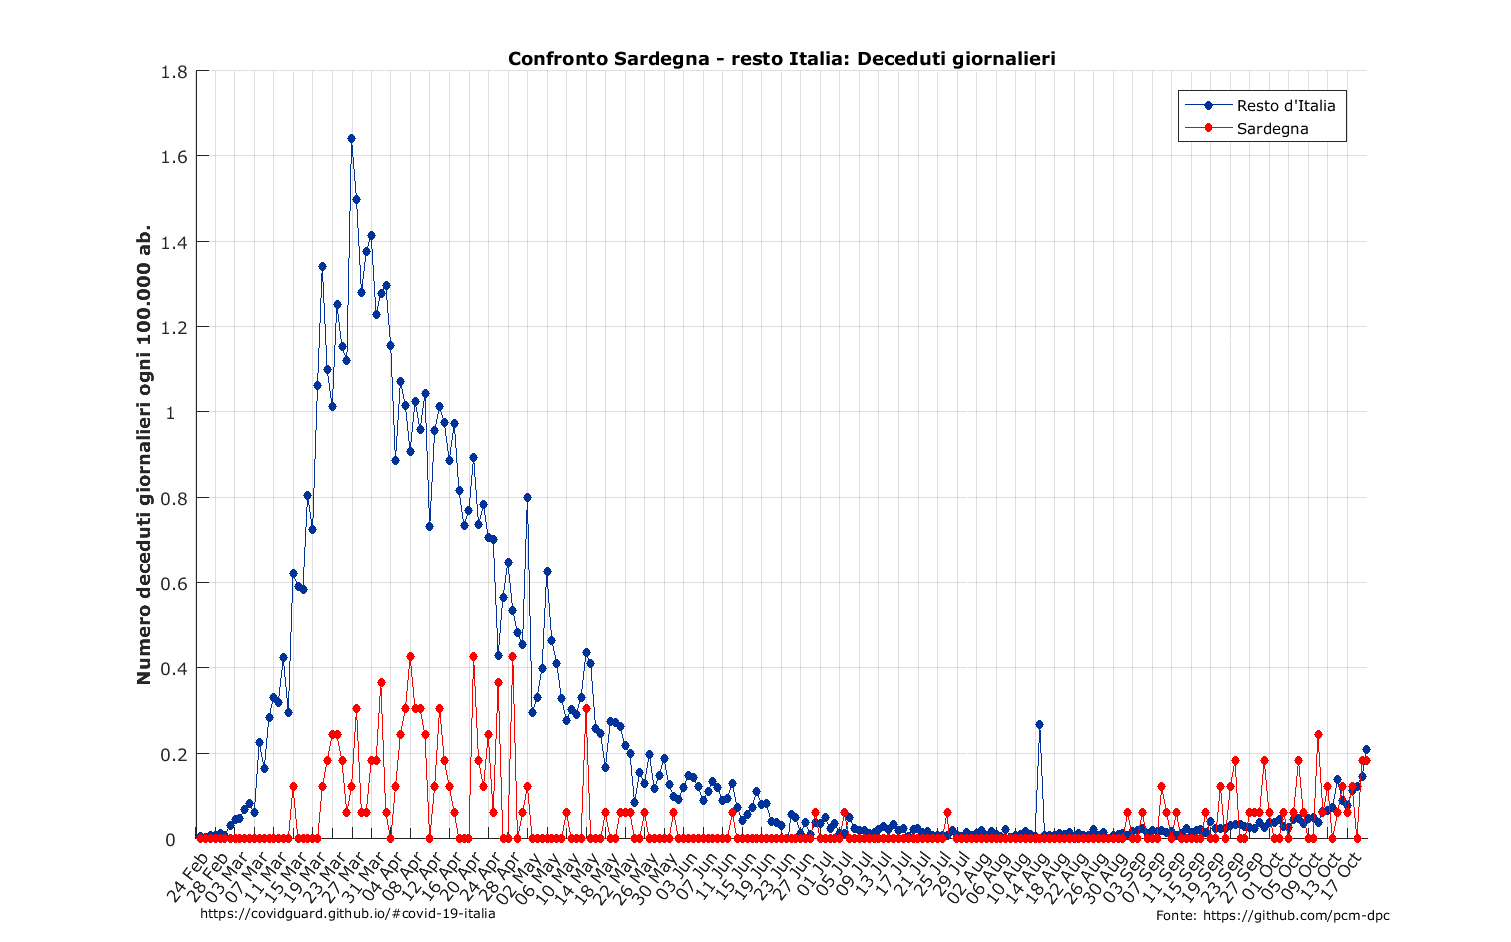 Confronto Sardegna - resto Italia: Deceduti giornalieri
Resto d'Italia
Sardegna
Numero deceduti giornalieri ogni 100.000 ab.
1.8
1.6
1.4
1.2
1
0.8
0.6
0.4
0.2
0
24 Feb
28 Feb
03 Mar
07 Mar
11 Mar
15 Mar
19 Mar
23 Mar
27 Mar
31 Mar
04 Apr
08 Apr
12 Apr
16 Apr
20 Apr
24 Apr
28 Apr
02 May
06 May
10 May
14 May
18 May
22 May
26 May
30 May
03 Jun
07 Jun
11 Jun
15 Jun
19 Jun
23 Jun
27 Jun
01 Jul
05 Jul
09 Jul
13 Jul
17 Jul
21 Jul
25 Jul
29 Jul
02 Aug
06 Aug
10 Aug
14 Aug
18 Aug
22 Aug
26 Aug
30 Aug
03 Sep
07 Sep
11 Sep
15 Sep
19 Sep
23 Sep
27 Sep
01 Oct
05 Oct
09 Oct
13 Oct
17 Oct
https://covidguard.github.io/#covid-19-italia
Fonte: https://github.com/pcm-dpc